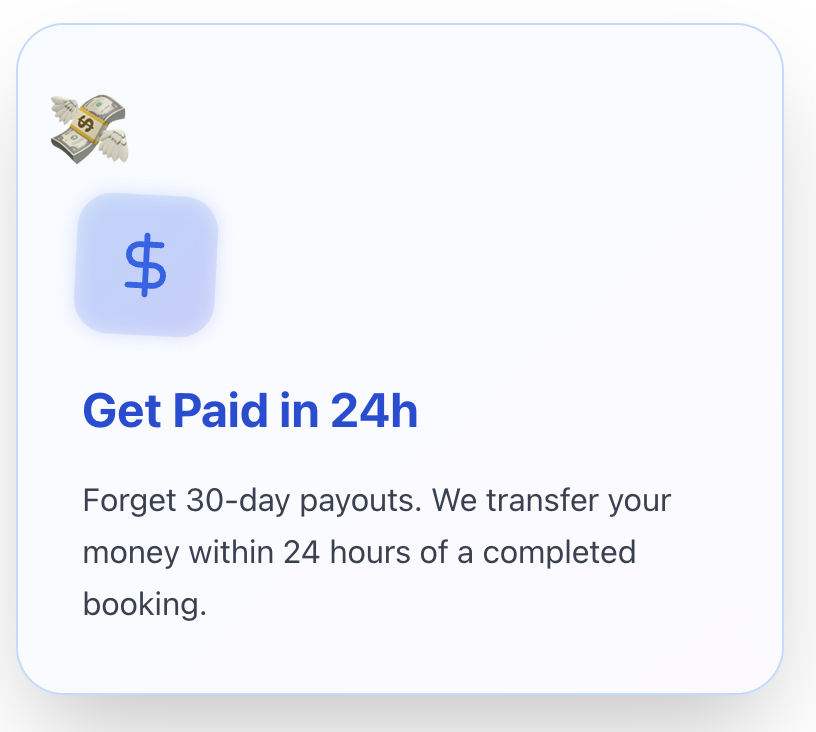 $
Get Paid in 24h
Forget 30-day payouts. We transfer your
money within 24 hours of a completed
booking.